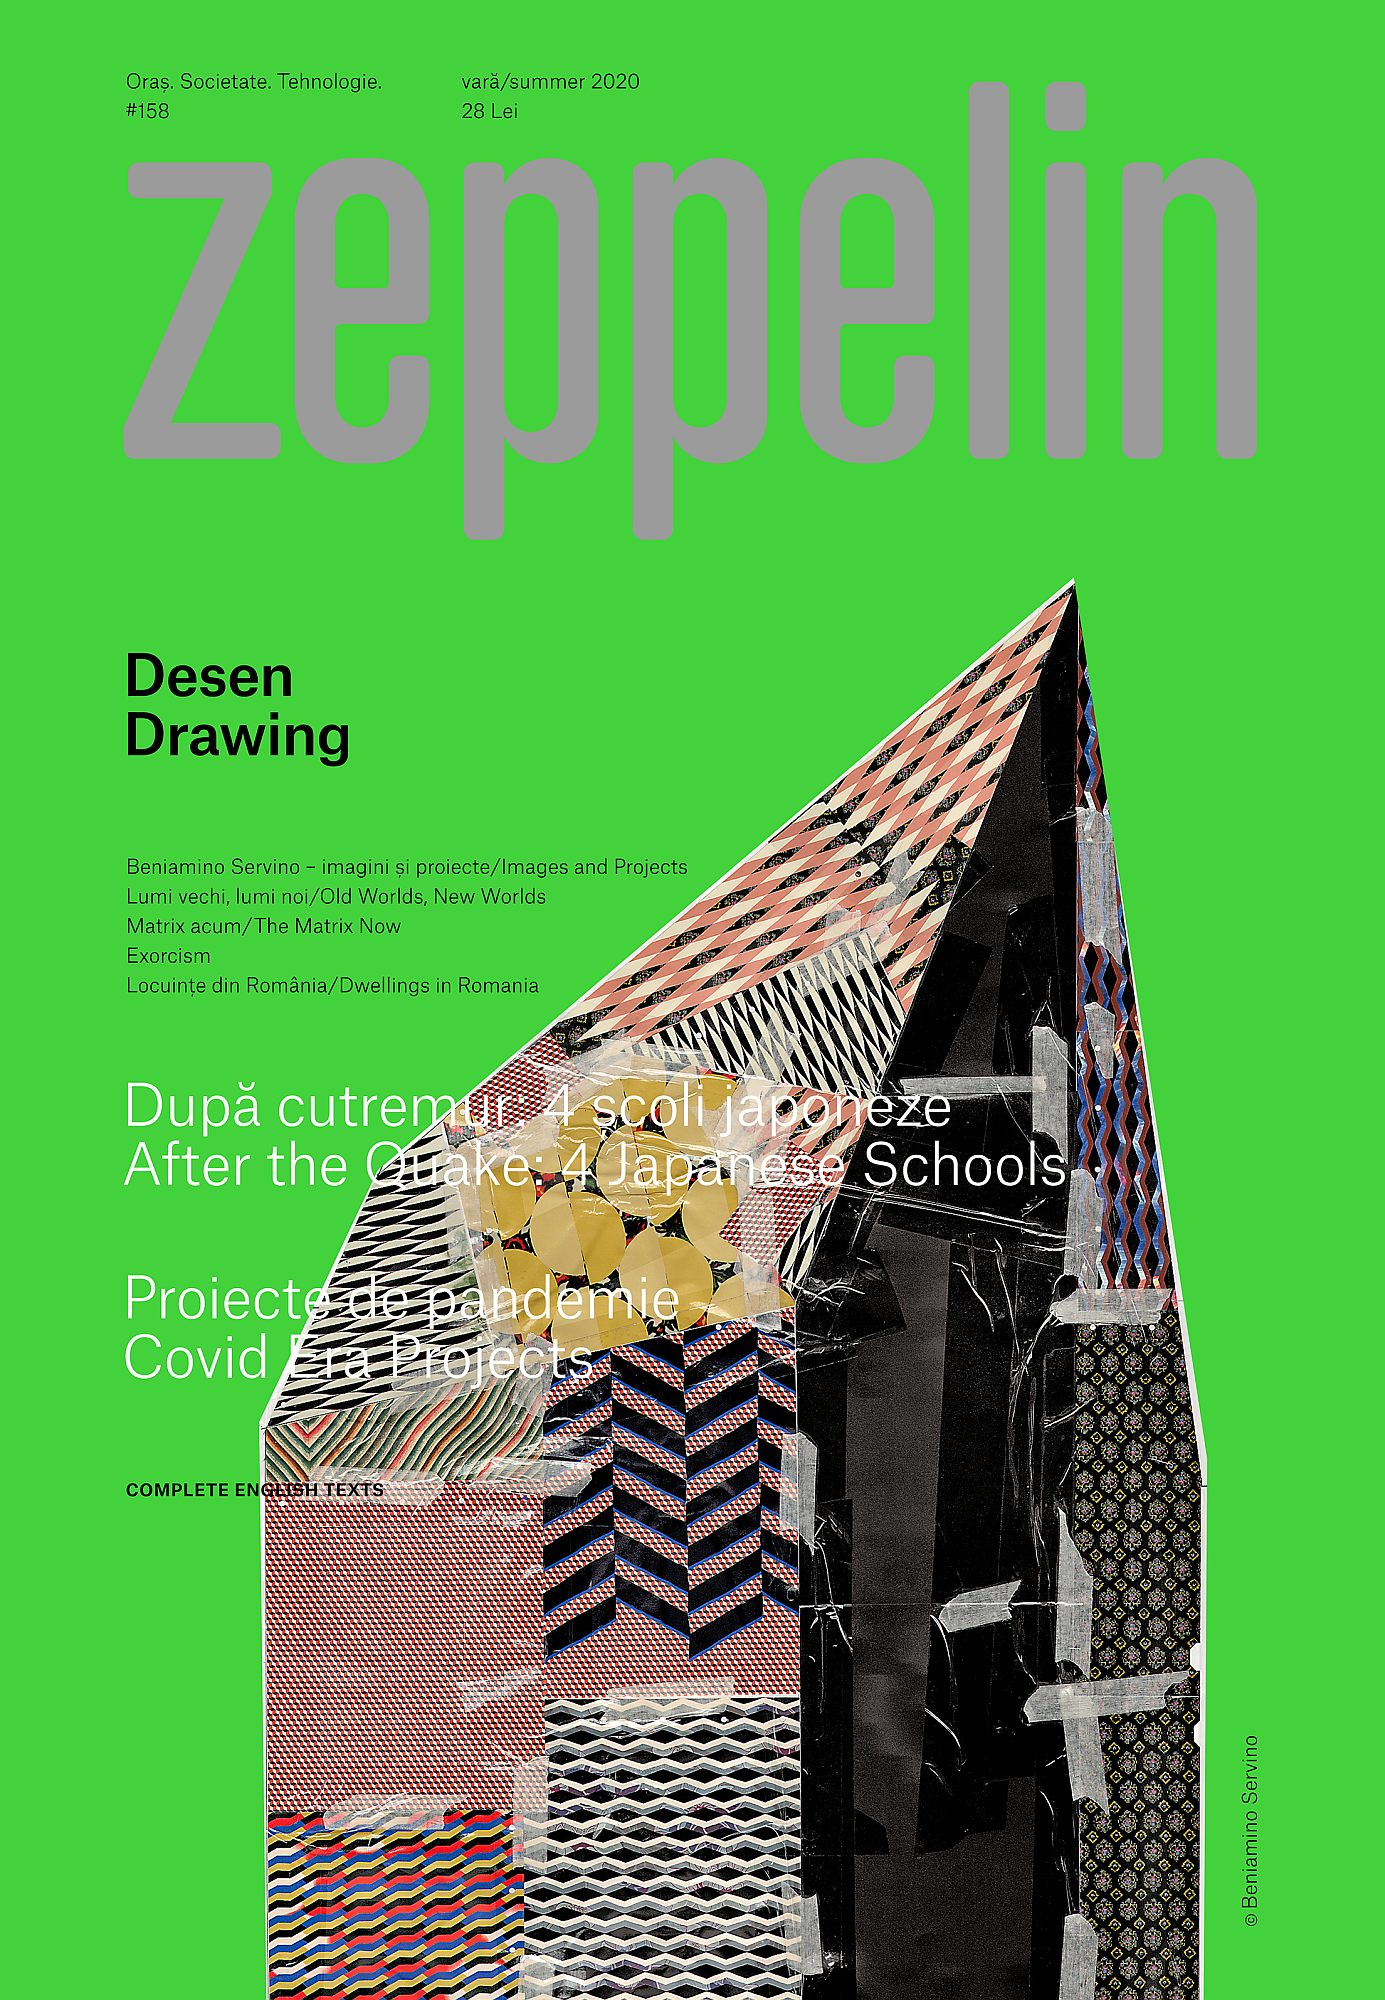 Oraș. Societate. Tehnologie.
#158
vară/summer 2020
28 Lei
zeppelin
Desen
Drawing
Beniamino Servino – imagini și proiecte/Images and Projects
Lumi vechi, lumi noi/Old Worlds, New Worlds
Matrix acum/The Matrix Now
Exorcism
Locuințe din România/Dwellings in Romania
După cutremur: 4 școli japoneze
After the Quake: 4 Japanese Schools
Proiecte de pandemie
Covid Era Projects
COMPLETE ENGLISH TEXTS
© Beniamino Servino